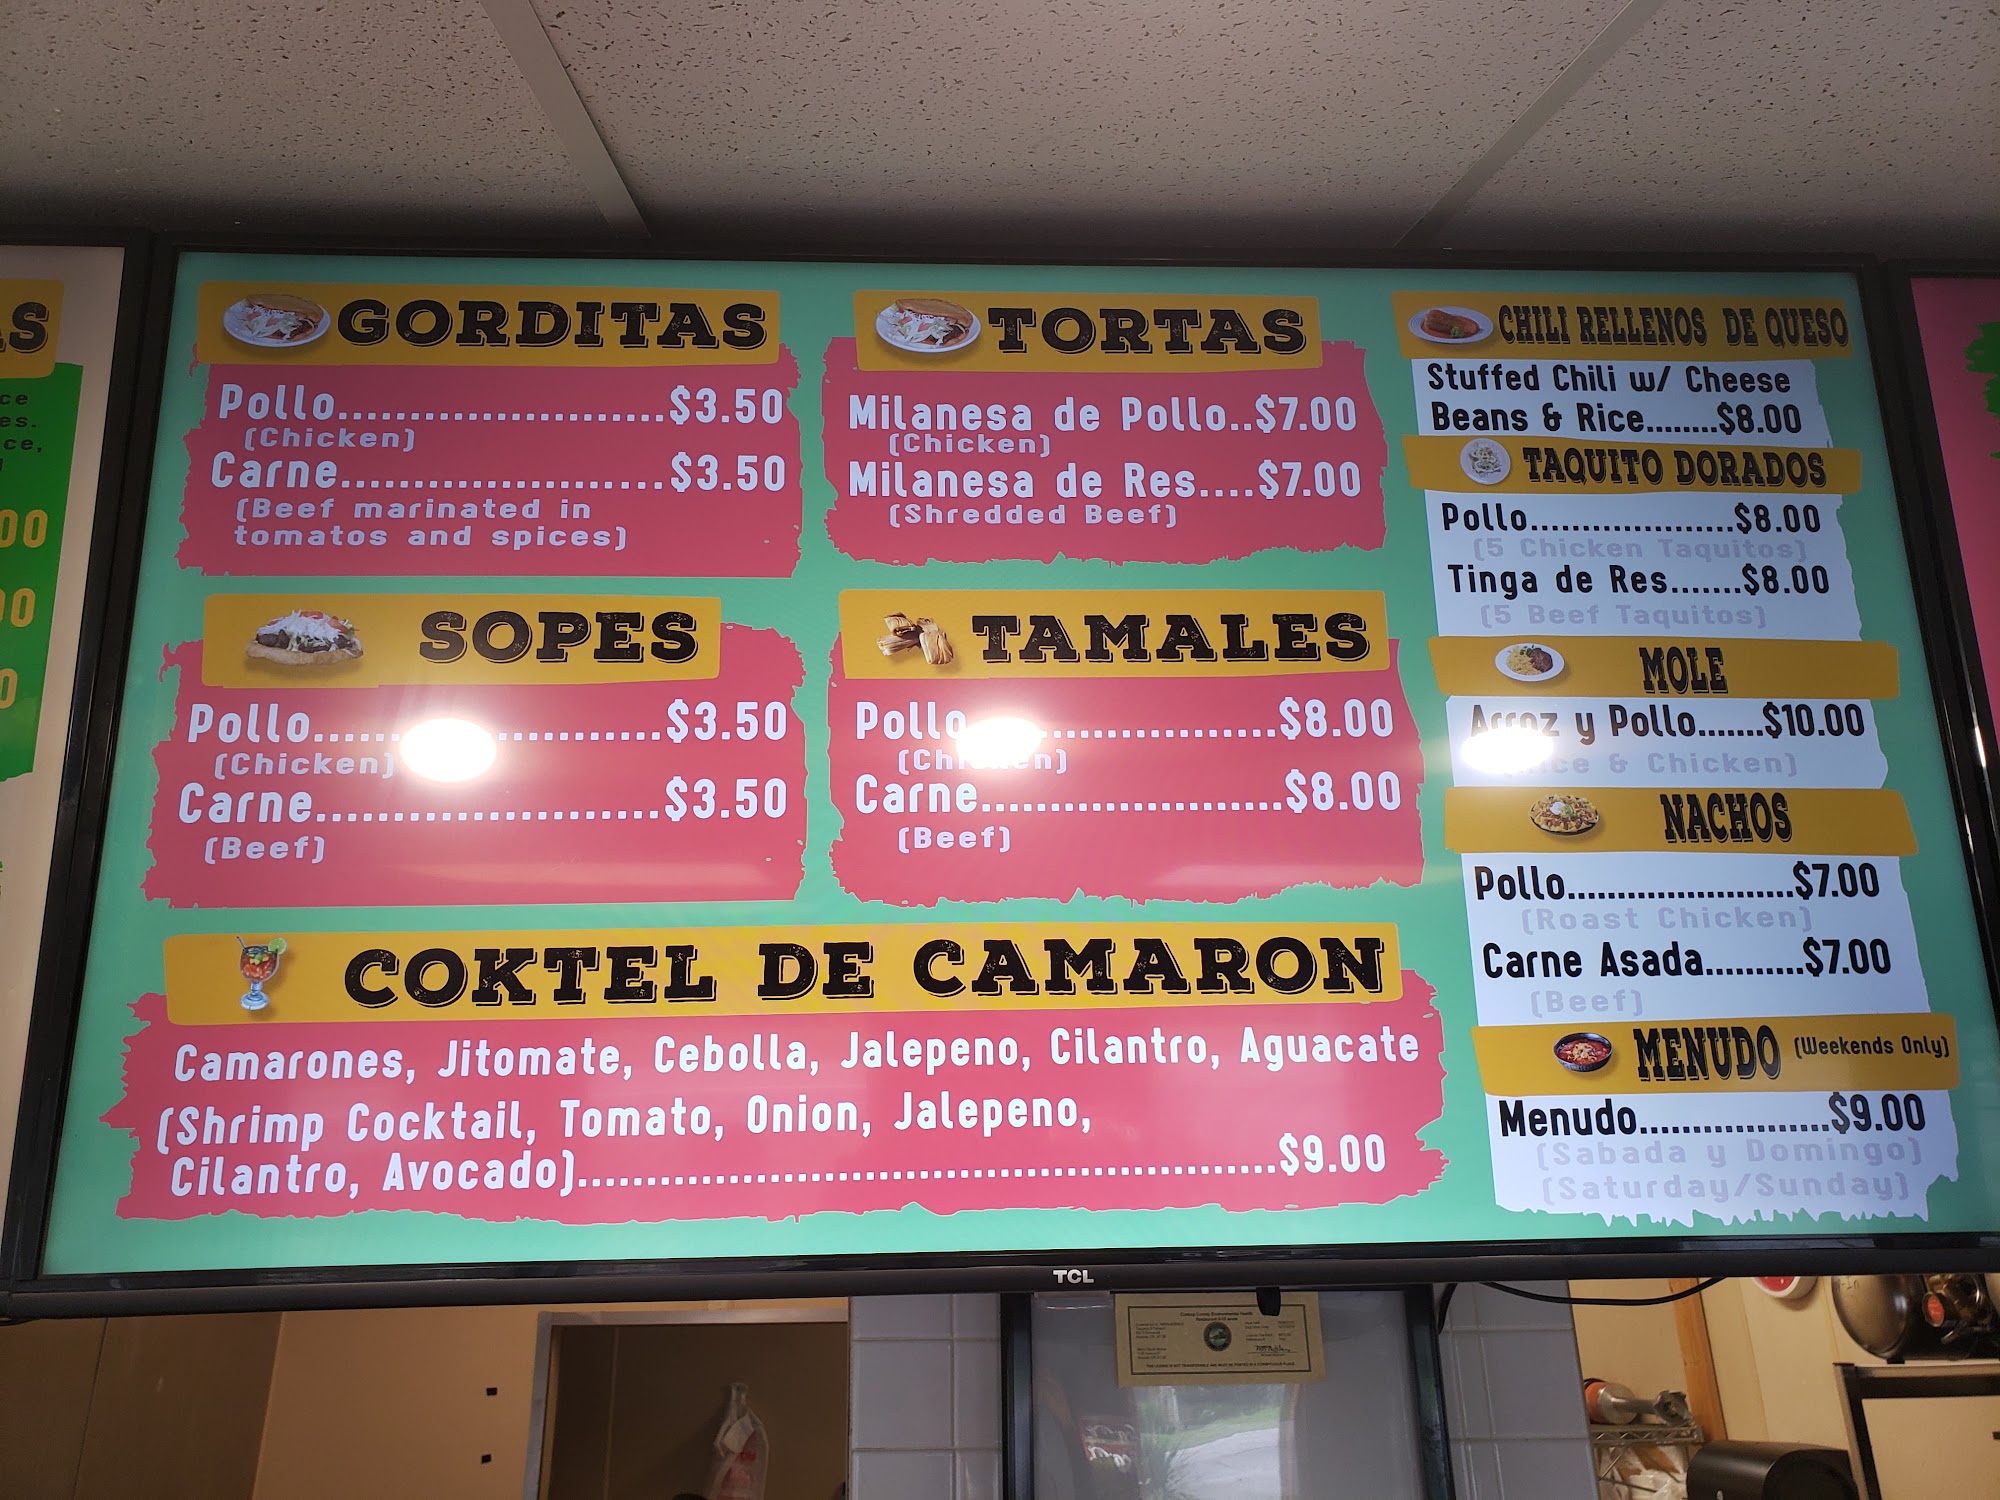 GORDITAS
Pollo......................$3.50
(Chicken)
Carne......................$3.50
(Beef marinated in
tomatos and spices)
SOPES
Pollo......................$3.50
(Chicken)
Carne......................$3.50
(Beef)
TORTAS
Milanesa de Pollo..$7.00
(Chicken)
Milanesa de Res....$7.00
(Shredded Beef)
TAMALES
Pollo......................$8.00
(Chicken)
Carne......................$8.00
(Beef)
COKTEL DE CAMARON
Camarones, Jitomate, Cebolla, Jalepeno, Cilantro, Aguacate
(Shrimp Cocktail, Tomato, Onion, Jalepeno,
Cilantro, Avocado)..................................................$9.00
CHILI RELLENOS DE QUESO
Stuffed Chili w/ Cheese
Beans & Rice........$8.00
TAQUITO DORADOS
Pollo....................$8.00
(5 Chicken Taquitos)
Tinga de Res.......$8.00
(5 Beef Taquitos)
MOLE
Arroz y Pollo.......$10.00
& Chicken)
NACHOS
Pollo.......................$7.00
(Roast Chicken)
Carne Asada..........$7.00
(Beef)
MENUDO (Weekends Only)
Menudo...................$9.00
(Sabada y Domingo)
(Saturday/Sunday)
TCL